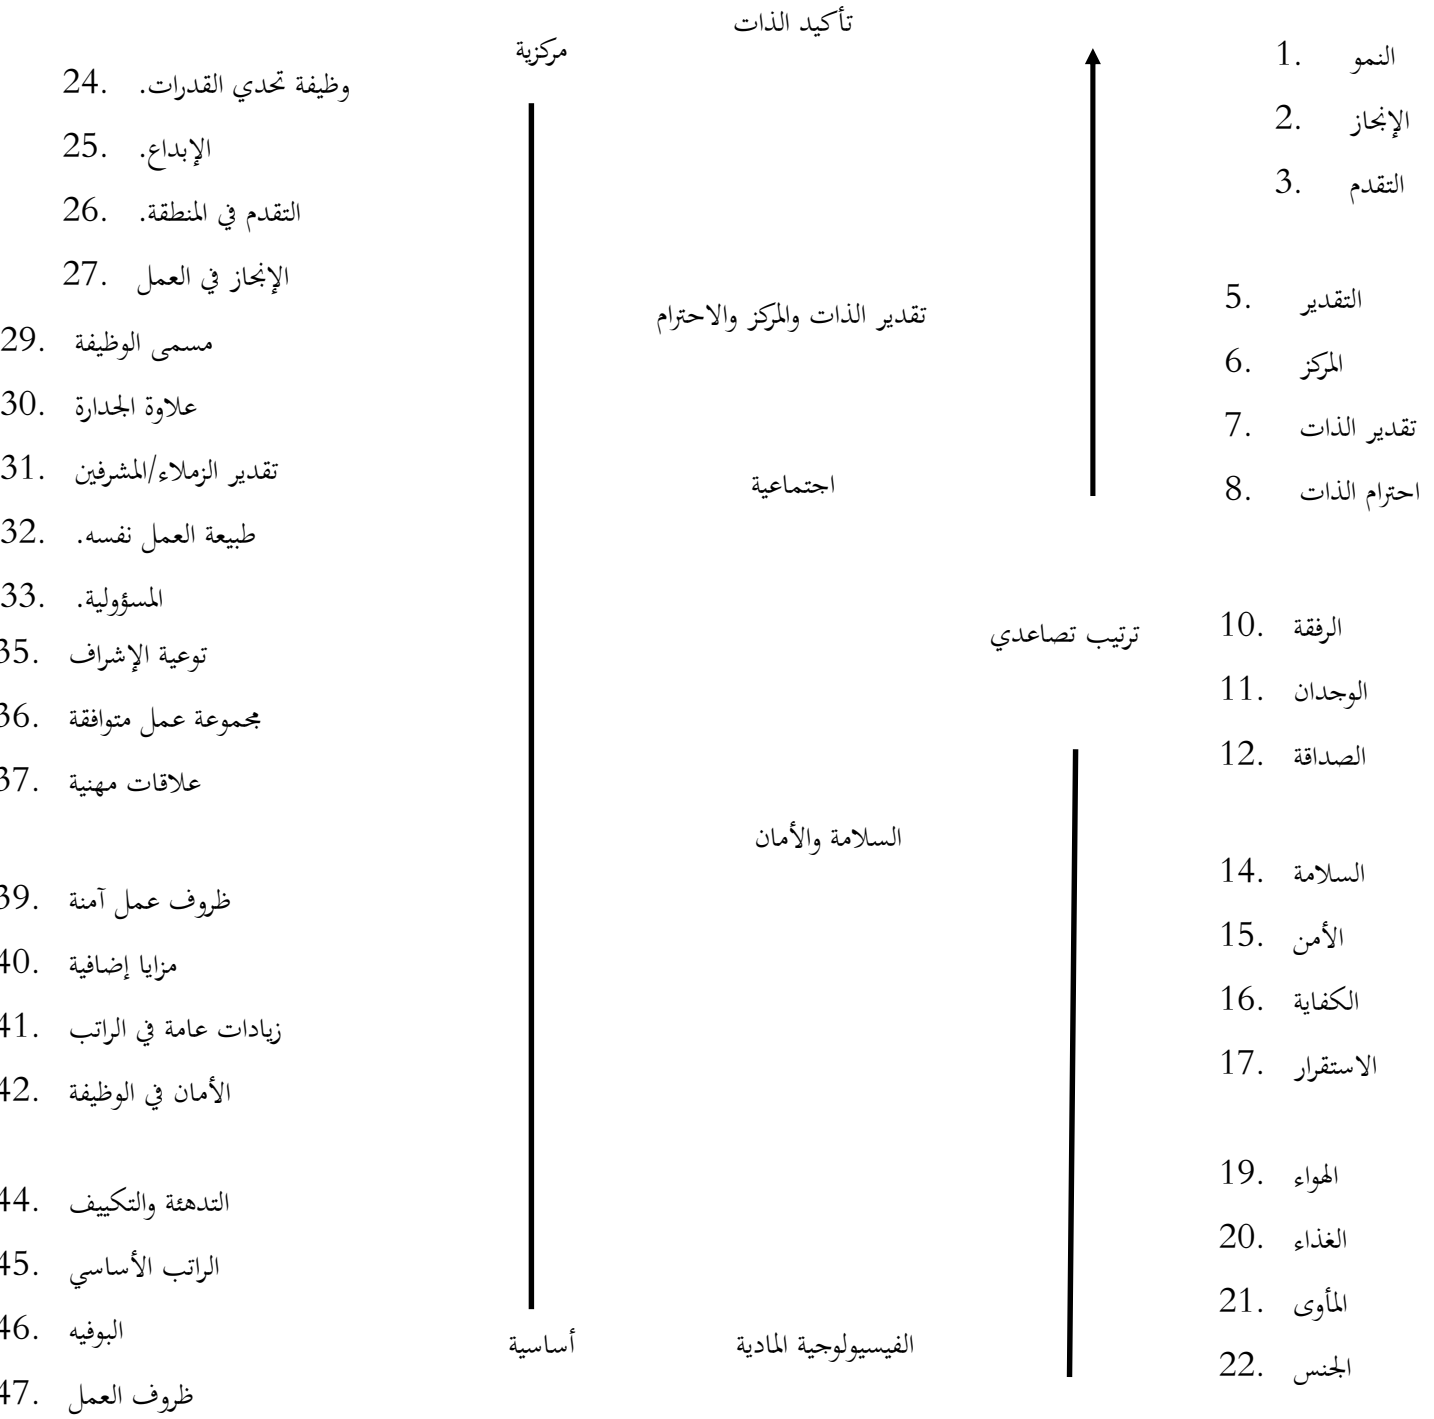 تأكيد الذات
النمو .1
الإنجاز .2
التقدم .3
التقدير .5
المركز .6
تقدير الذات .7
احترام الذات .8
الرفقة .10
الوجدان .11
الصداقة .12
السلامة .14
الأمن .15
الكفاية .16
الاستقرار .17
الهواء .19
الغذاء .20
المأوى .21
الجنس .22
ترتيب تصاعدي
تقدير الذات والمركز والاحترام
اجتماعية
السلامة والأمان
الفيسيولوجية المادية
مركزية
أساسية
وظيفة تحدي القدرات. .24
الإبداع. .25
التقدم في المنطقة. .26
الإنجاز في العمل .27
مسمى الوظيفة .29
علاوة الجدارة .30
تقدير الزملاء/المشرفين .31
طبيعة العمل نفسه. .32
المسؤولية. .33
توعية الإشراف .35
مجموعة عمل متوافقة .36
علاقات مهنية .37
ظروف عمل آمنة .39
مزايا إضافية .40
زيادات عامة في الراتب .41
الأمان في الوظيفة .42
التدهئة والتكييف .44
الراتب الأساسي .45
البوفيه .46
ظروف العمل .47